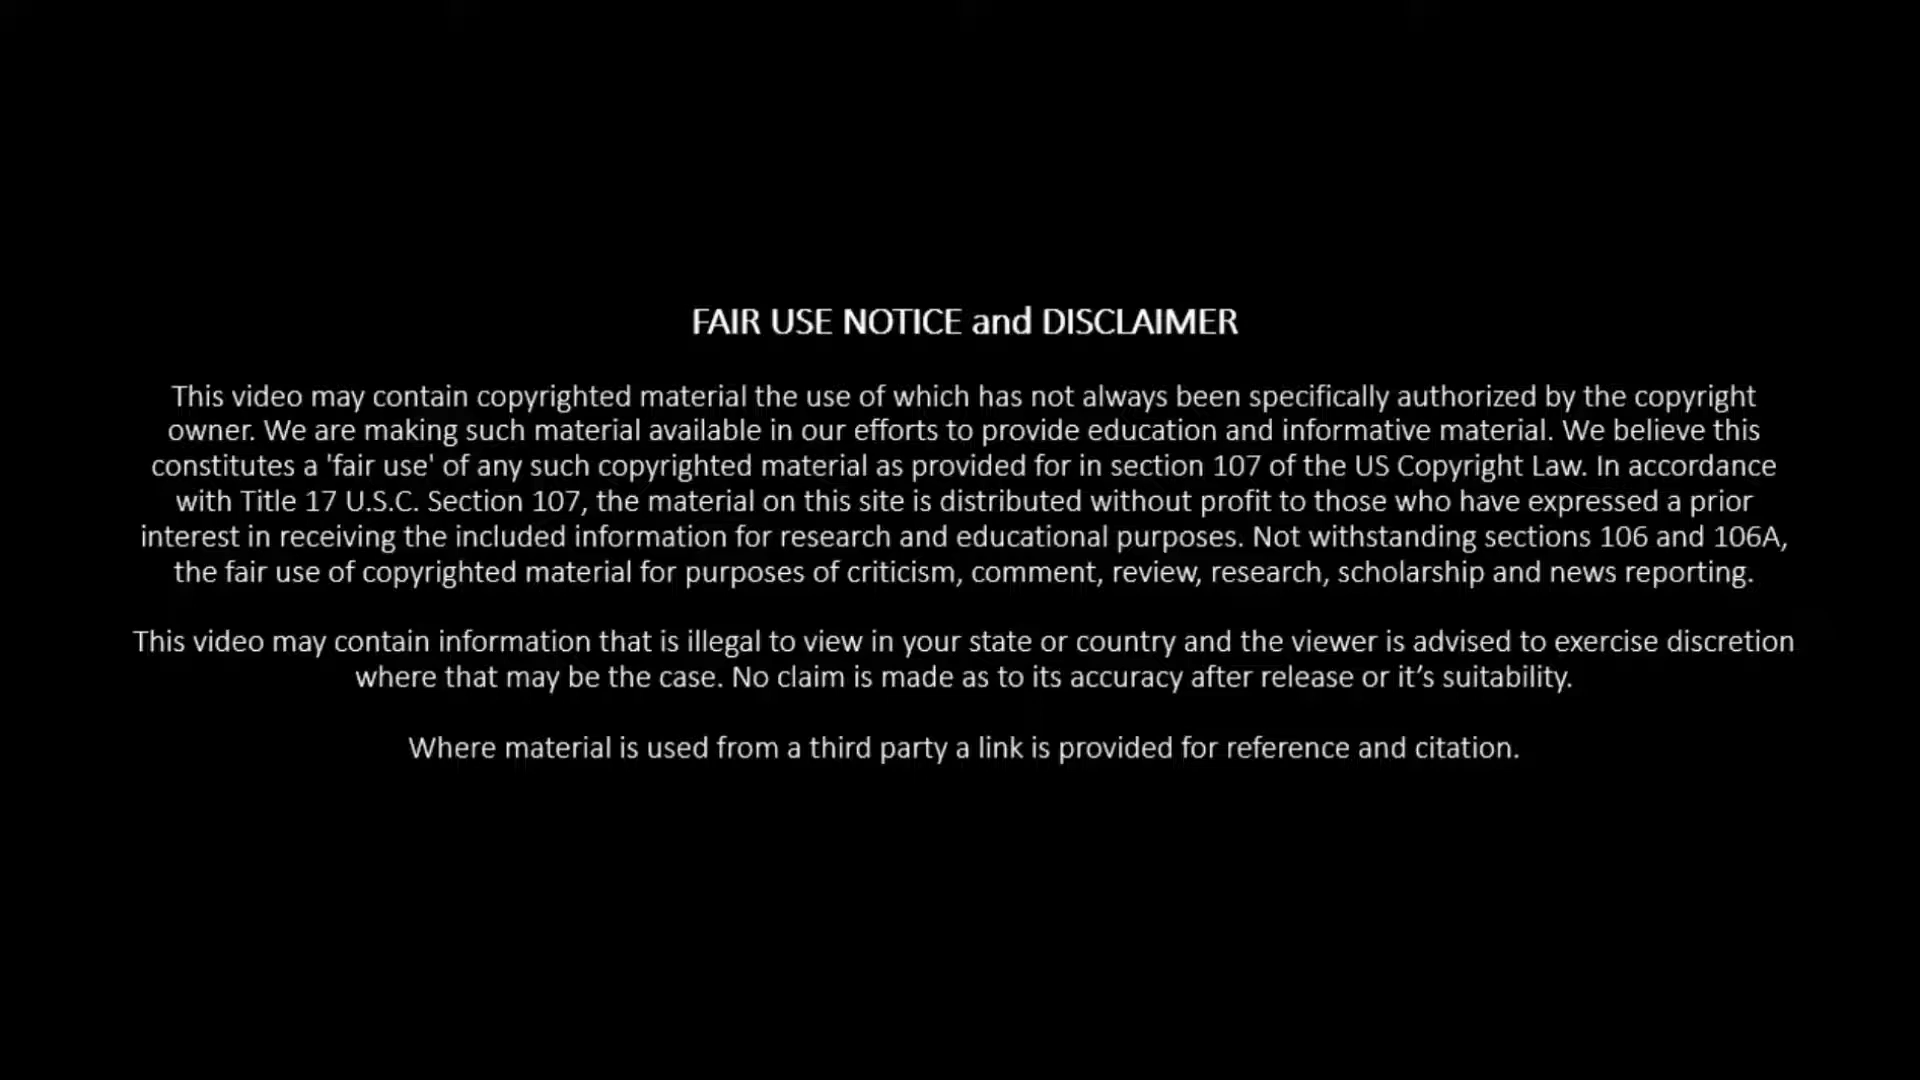 FAIR USE NOTICE and DISCLAIMER
This video may contain copyrighted material the use of which has not always been specifically authorized by the copyright
owner. We are making such material available in our efforts to provide education and informative material. We believe this
constitutes a 'fair use' of any such copyrighted material as provided for in section 107 of the US Copyright Law. In accordance
with Title 17 U.S.C. Section 107, the material on this site is distributed without profit to those who have expressed a prior
interest in receiving the included information for research and educational purposes. Not withstanding sections 106 and 106A,
the fair use of copyrighted material for purposes of criticism, comment, review, research, scholarship and news reporting.
This video may contain information that is illegal to view in your state or country and the viewer is advised to exercise discretion
where that may be the case. No claim is made as to its accuracy after release or it’s suitability.
Where material is used from a third party a link is provided for reference and citation.